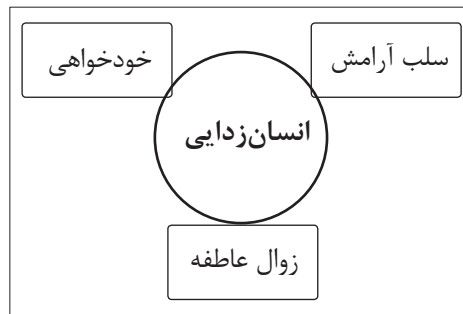 سلب آرامش
خودخواهی
انسان‌زدایی
زوال عاطفه